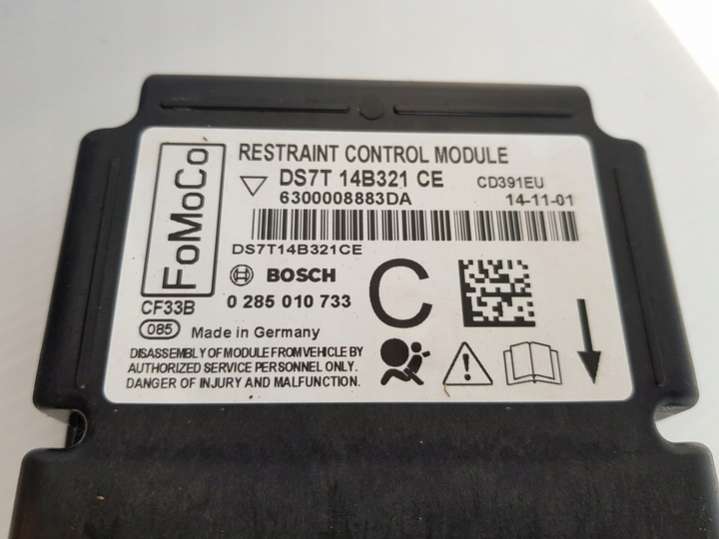 FoMoCo
RESTRAINT CONTROL MODULE
DS7T 14B321 CE CD391EU
6300008883DA 14-11-01
DS7T14B321CE
BOSCH
0 285 010 733
C
CF33B
085 Made in Germany
DISASSEMBLY OF MODULE FROM VEHICLE BY
AUTHORIZED SERVICE PERSONNEL ONLY.
DANGER OF INJURY AND MALFUNCTION.